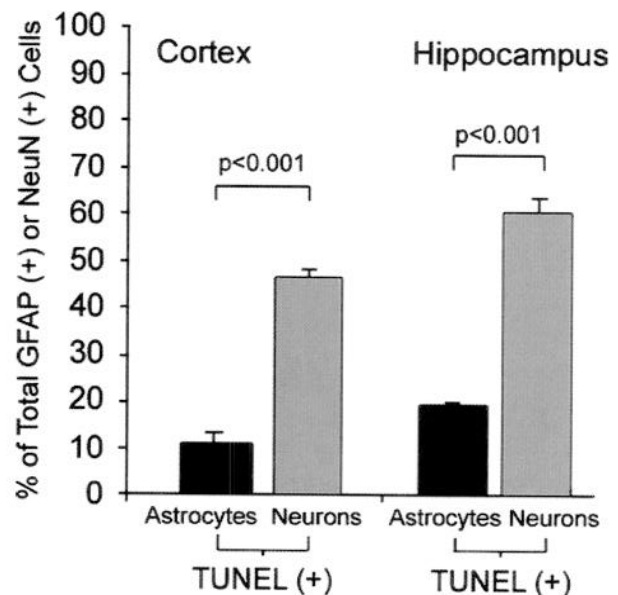 % of Total GFAP (+) or NeuN (+) Cells
100
90
80
70
60
50
40
30
20
10
0
Cortex
Hippocampus
p<0.001
p<0.001
Astrocytes Neurons
Astrocytes Neurons
TUNEL (+)
TUNEL (+)